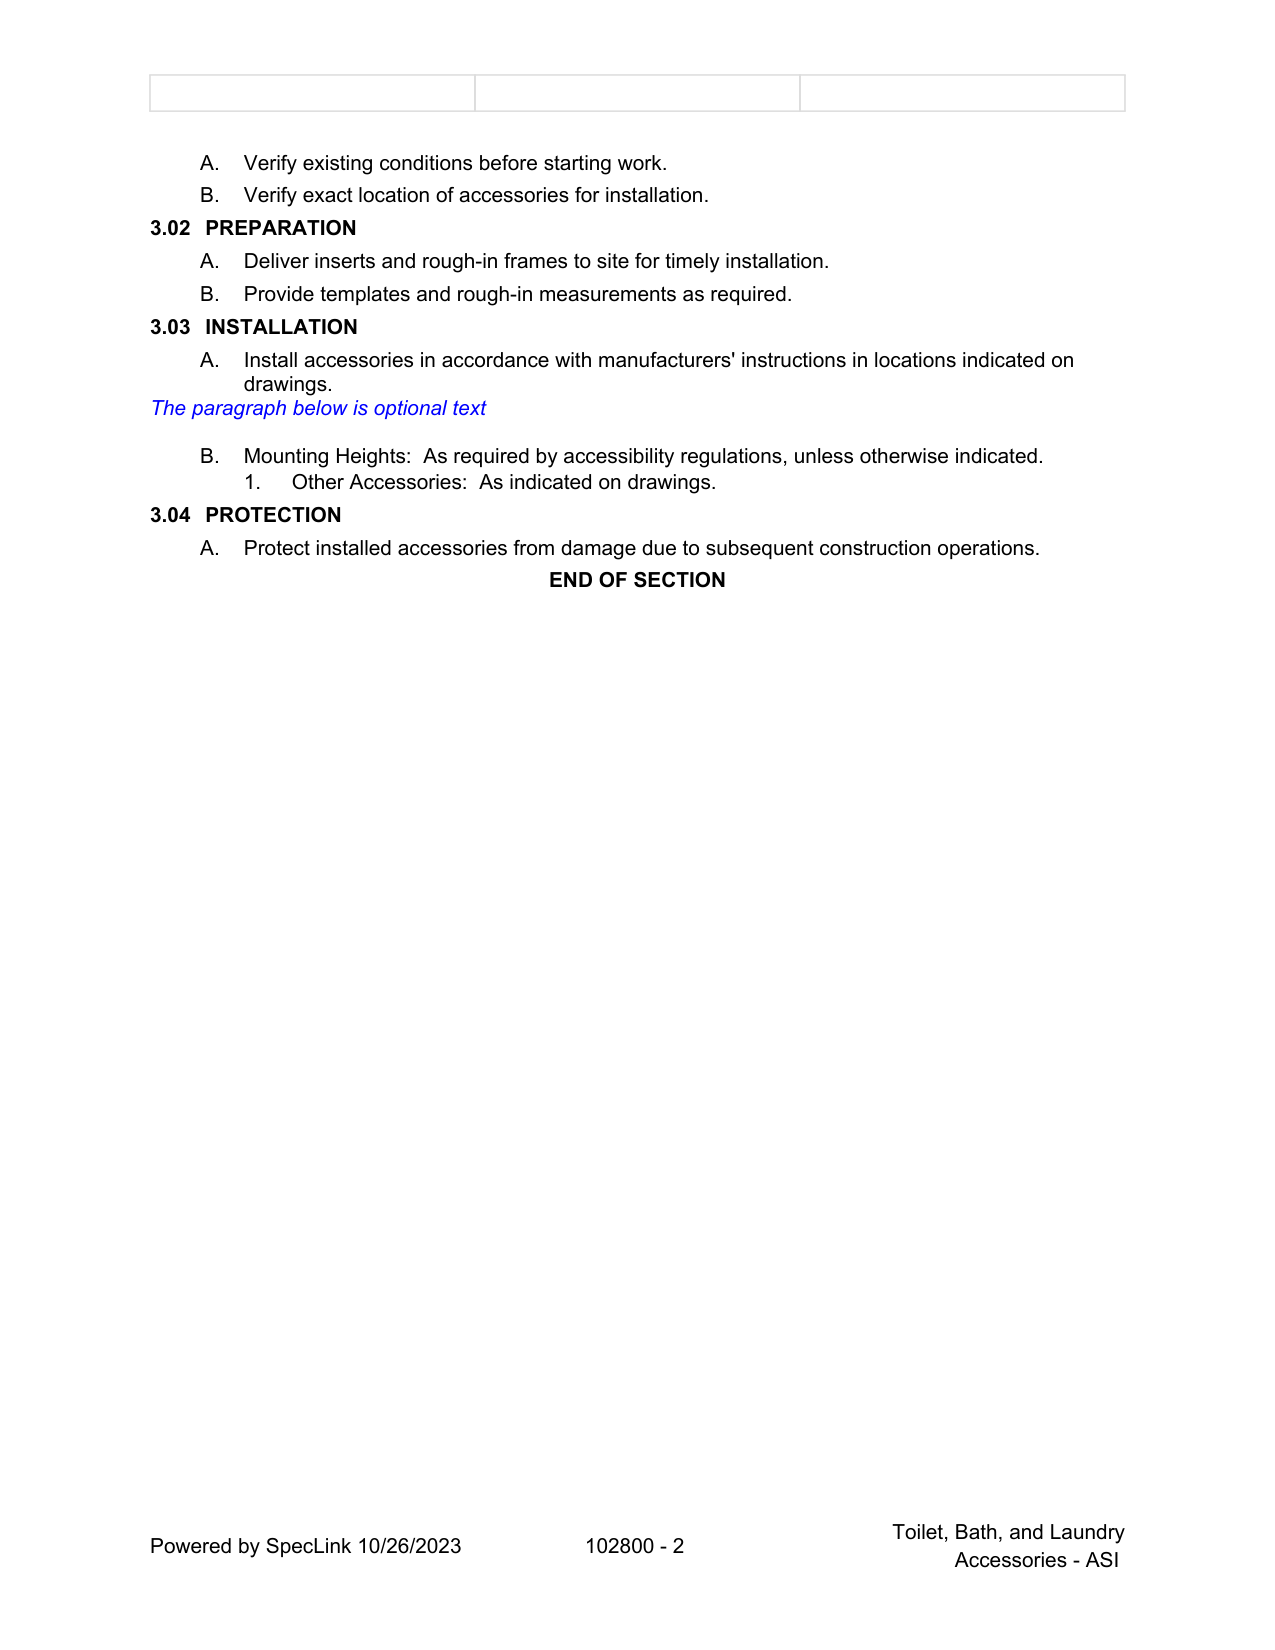 A. Verify existing conditions before starting work.
B. Verify exact location of accessories for installation.
3.02 PREPARATION
A. Deliver inserts and rough-in frames to site for timely installation.
B. Provide templates and rough-in measurements as required.
3.03 INSTALLATION
A. Install accessories in accordance with manufacturers' instructions in locations indicated on
drawings.
The paragraph below is optional text
B. Mounting Heights:  As required by accessibility regulations, unless otherwise indicated.
1. Other Accessories:  As indicated on drawings.
3.04 PROTECTION
A. Protect installed accessories from damage due to subsequent construction operations.
END OF SECTION
Powered by SpecLink 10/26/2023
102800 - 2
Toilet, Bath, and Laundry
Accessories - ASI